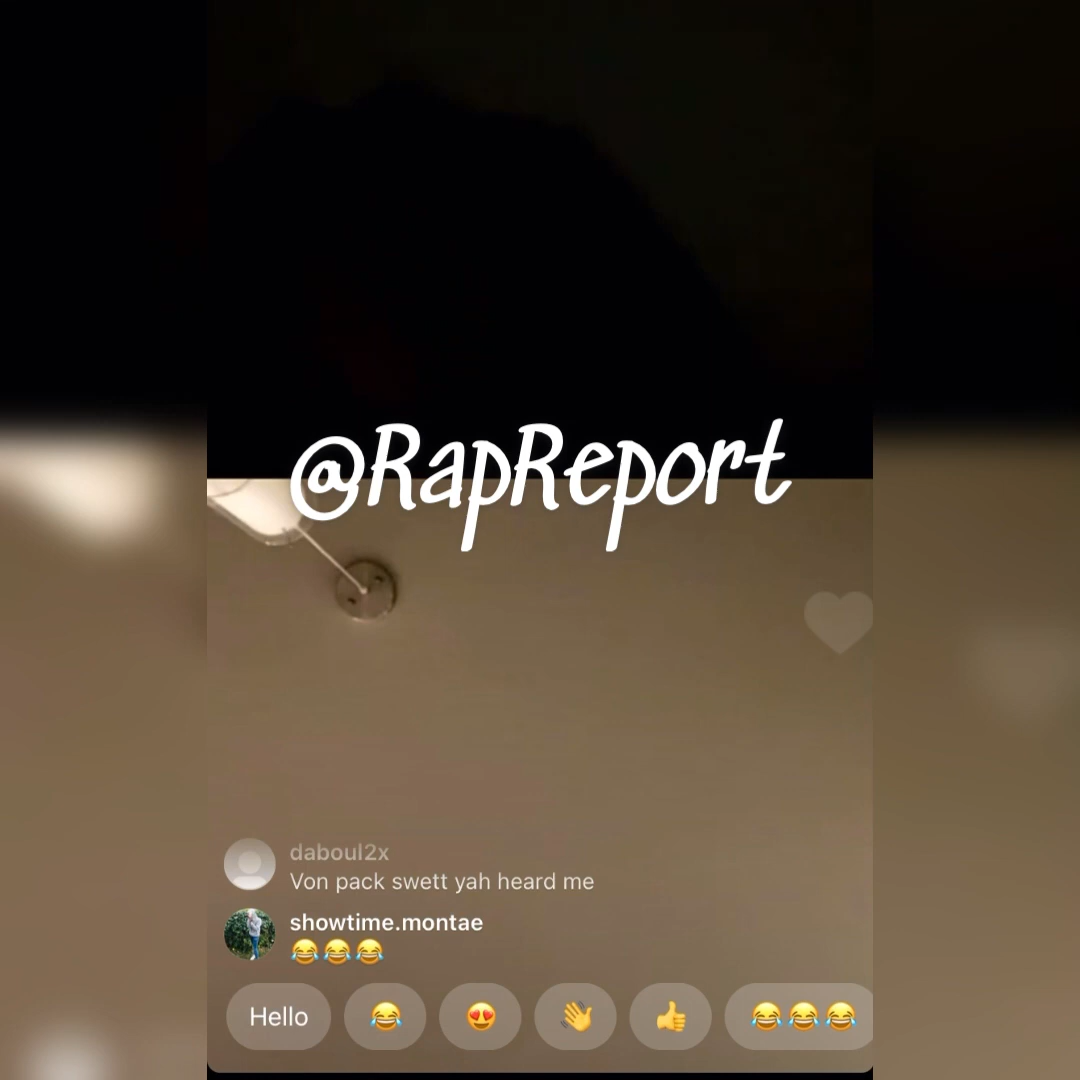 @RapReport
daboul2x
Von pack swett yah heard me
showtime.montae
😂😂😂
Hello 😂 😍 👋 👍 😂😂😂